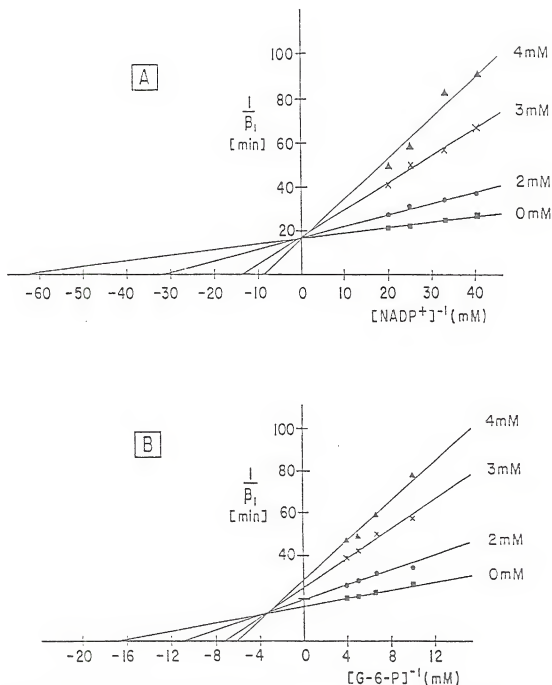 A
1
β₁
[min]
100
80
60
40
20
4mM
3mM
2mM
0mM
-60
-50
-40
-30
-20
-10
0
10
20
30
40
[NADP⁺]⁻¹(mM)
B
1
β₁
[min]
100
80
60
40
4mM
3mM
2mM
0mM
-20
-16
-12
-8
-4
0
4
8
12
[G-6-P]⁻¹(mM)